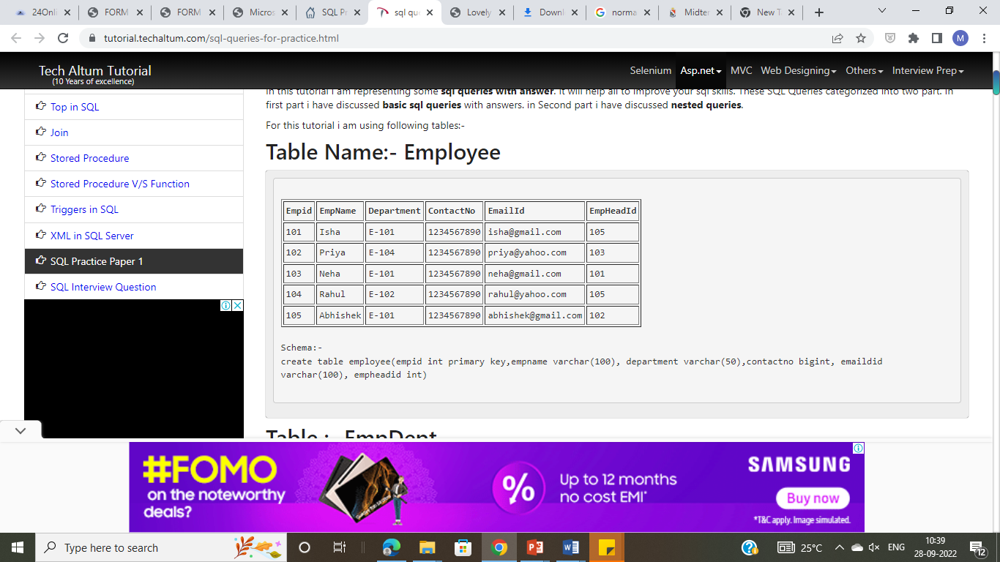 24Onli
FORM
FORM
Micros
SQL Pr
sql que
Lovely
Downl
norma
Midter
New T
tutorial.techaltum.com/sql-queries-for-practice.html
M
Tech Altum Tutorial
(10 Years of excellence)
Selenium Asp.net MVC Web Designing Others Interview Prep
Top in SQL
Join
Stored Procedure
Stored Procedure V/S Function
Triggers in SQL
XML in SQL Server
SQL Practice Paper 1
SQL Interview Question
In this tutorial i am representing some sql queries with answer. It will help all to improve your sql skills. These SQL Queries categorized into two part. In
first part i have discussed basic sql queries with answers. in Second part i have discussed nested queries.
For this tutorial i am using following tables:-
Table Name:- Employee
Empid EmpName Department ContactNo EmailId EmpHeadId
101 Isha E-101 1234567890 isha@gmail.com 105
102 Priya E-104 1234567890 priya@yahoo.com 103
103 Neha E-101 1234567890 neha@gmail.com 101
104 Rahul E-102 1234567890 rahul@yahoo.com 105
105 Abhishek E-101 1234567890 abhishek@gmail.com 102
Schema:-
create table employee(empid int primary key,empname varchar(100), department varchar(50),contactno bigint, emaildid
varchar(100), empheadid int)
Table :- EmpDept
#FOMO
on the noteworthy
deals?
%
Up to 12 months
no cost EMI*
SAMSUNG
Buy now
*T&C apply. Image simulated.
Type here to search
25°C
ENG
10:39
28-09-2022
12